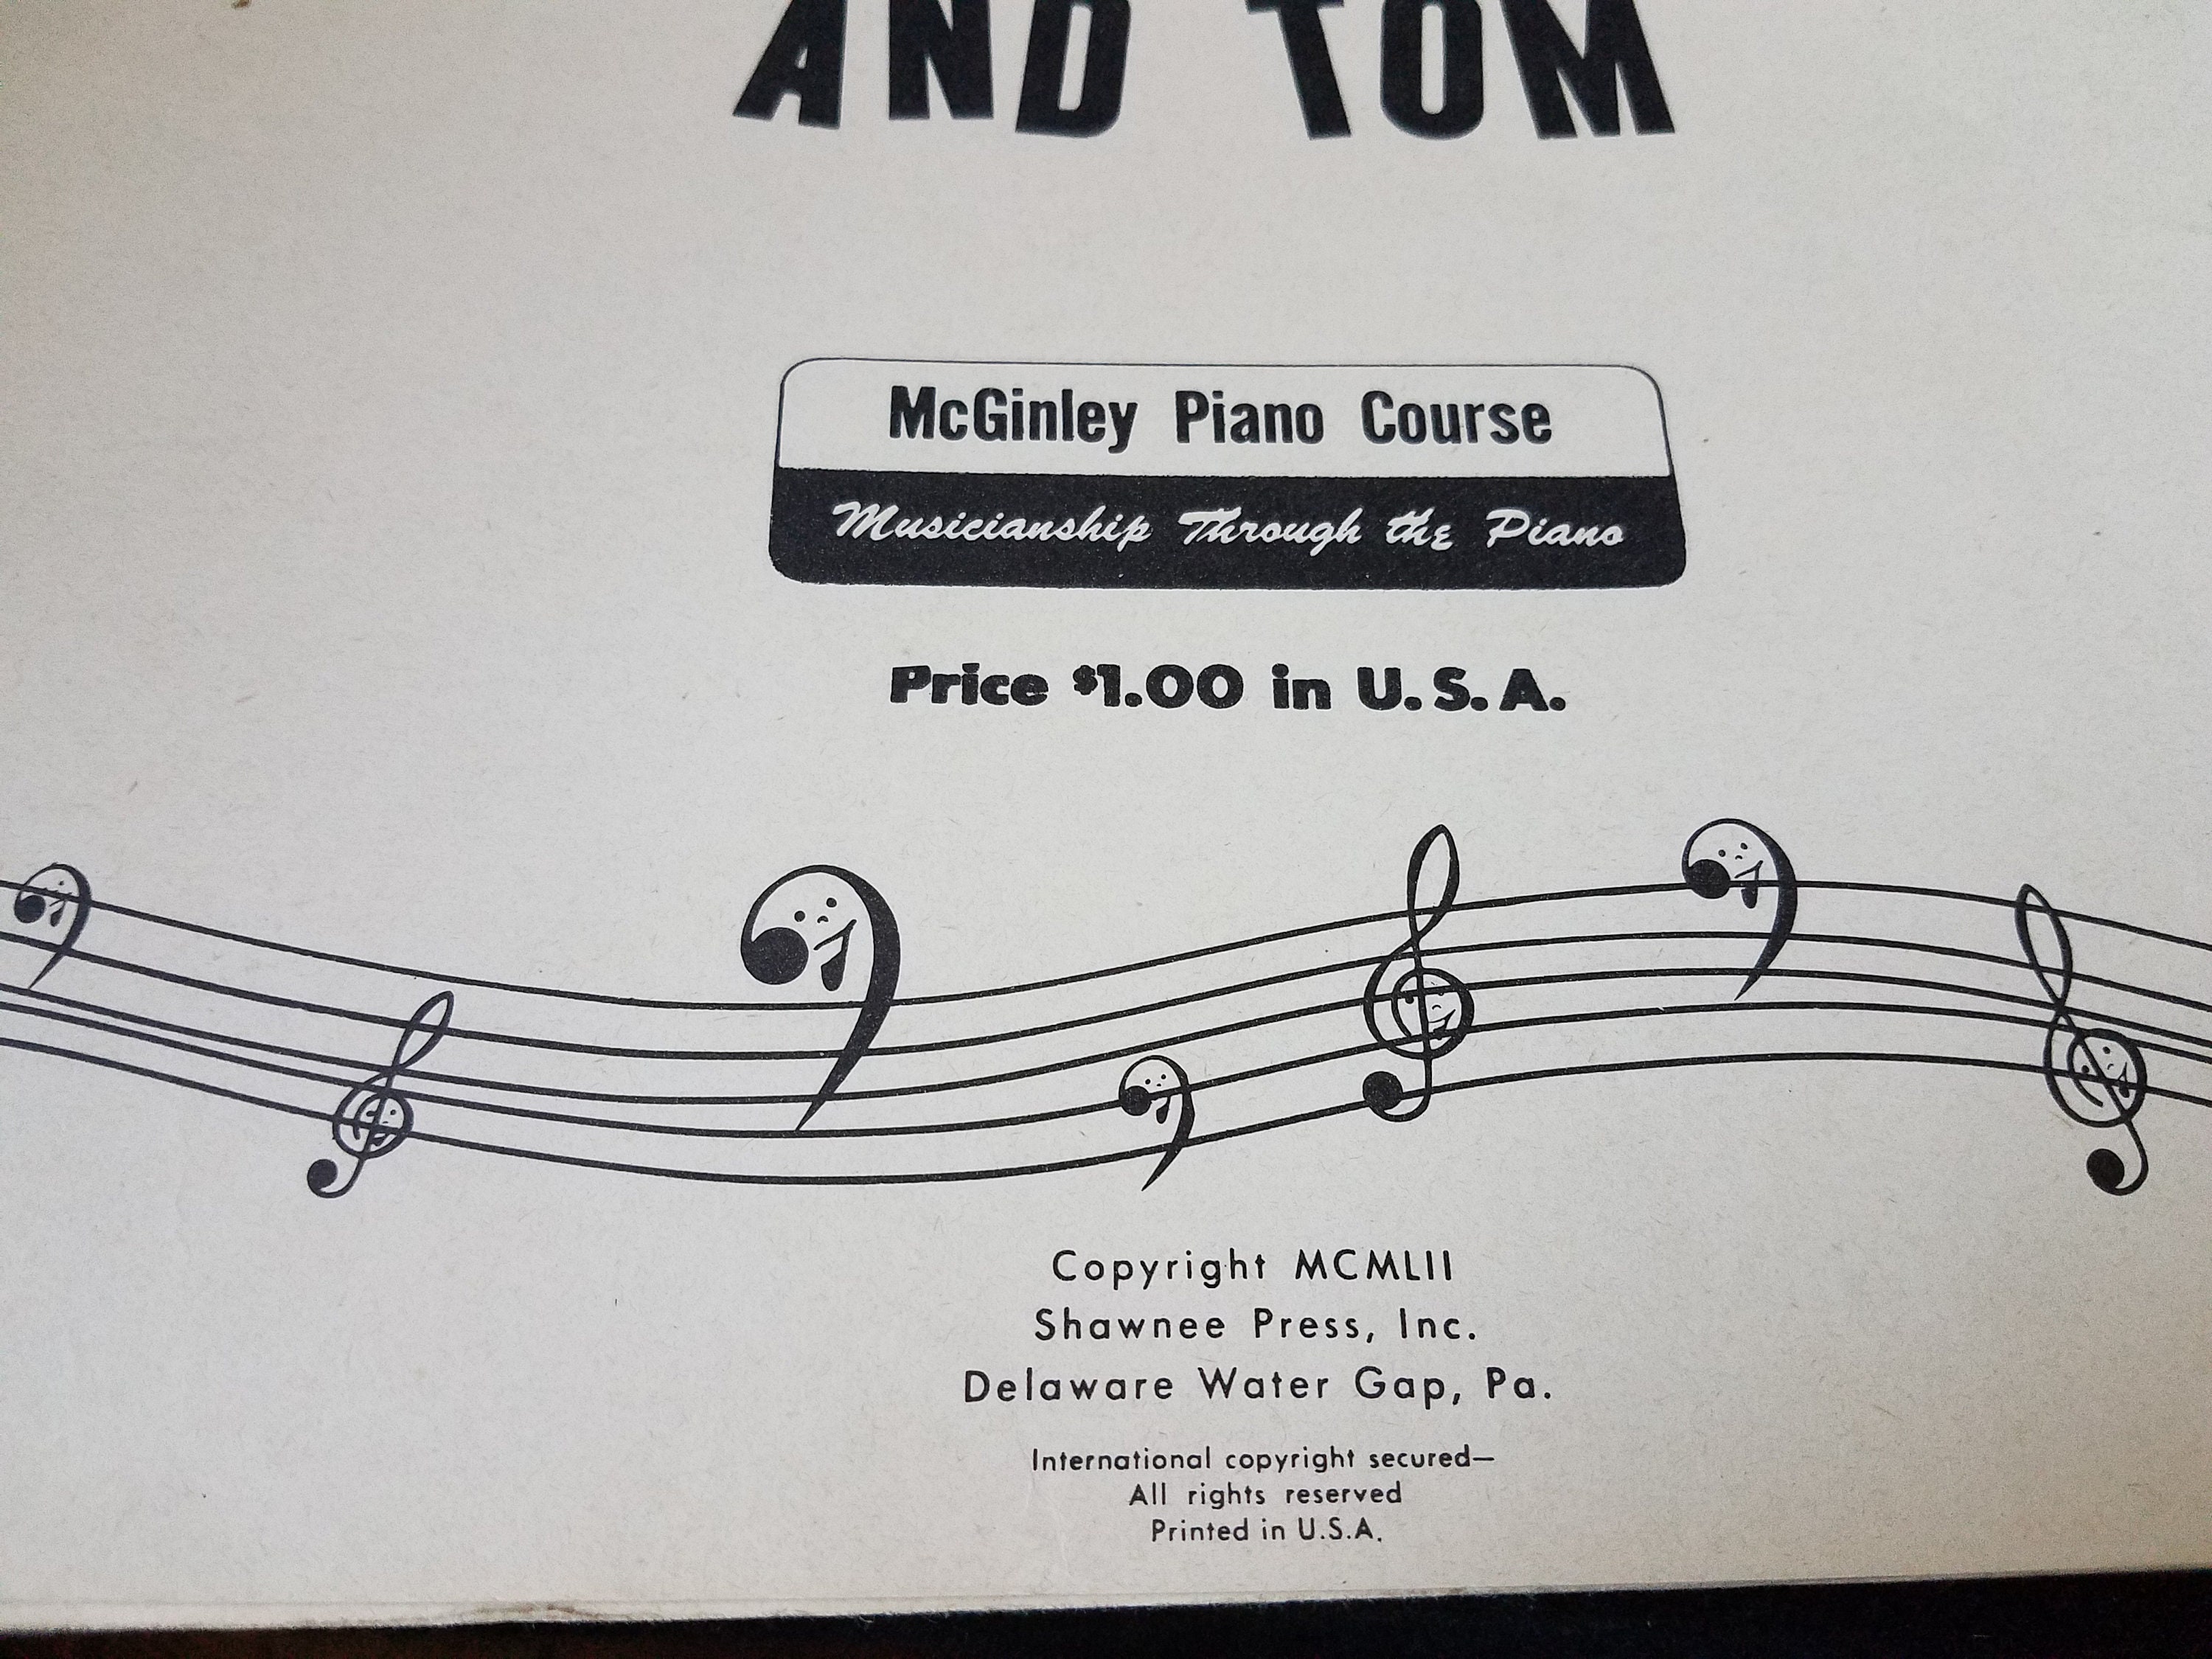 AND TOM
McGinley Piano Course
Musicianship Through the Piano
Price $1.00 in U.S.A.
Copyright MCMLII
Shawnee Press, Inc.
Delaware Water Gap, Pa.
International copyright secured—
All rights reserved
Printed in U.S.A.